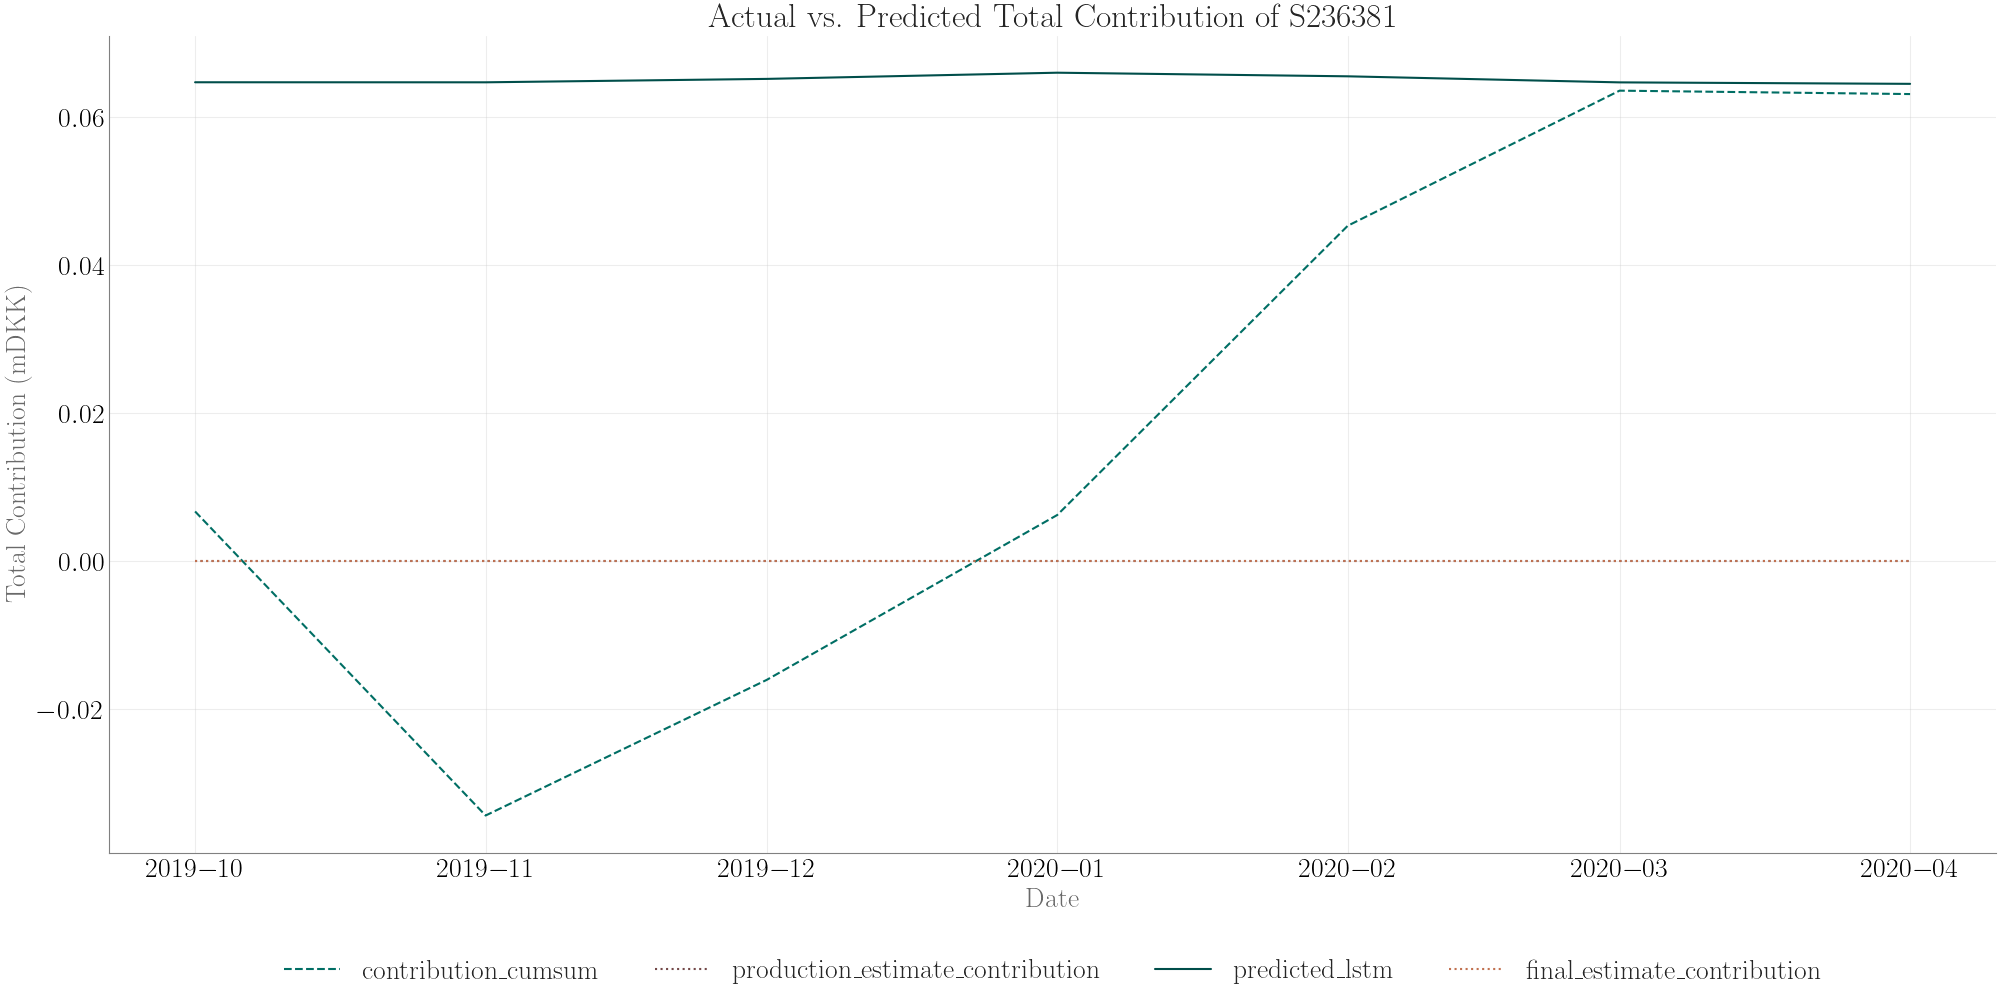 Actual vs. Predicted Total Contribution of S236381
Total Contribution (mDKK)
0.06
0.04
0.02
0.00
−0.02
2019−10 2019−11 2019−12 2020−01 2020−02 2020−03 2020−04
Date
contribution_cumsum production_estimate_contribution predicted_lstm final_estimate_contribution